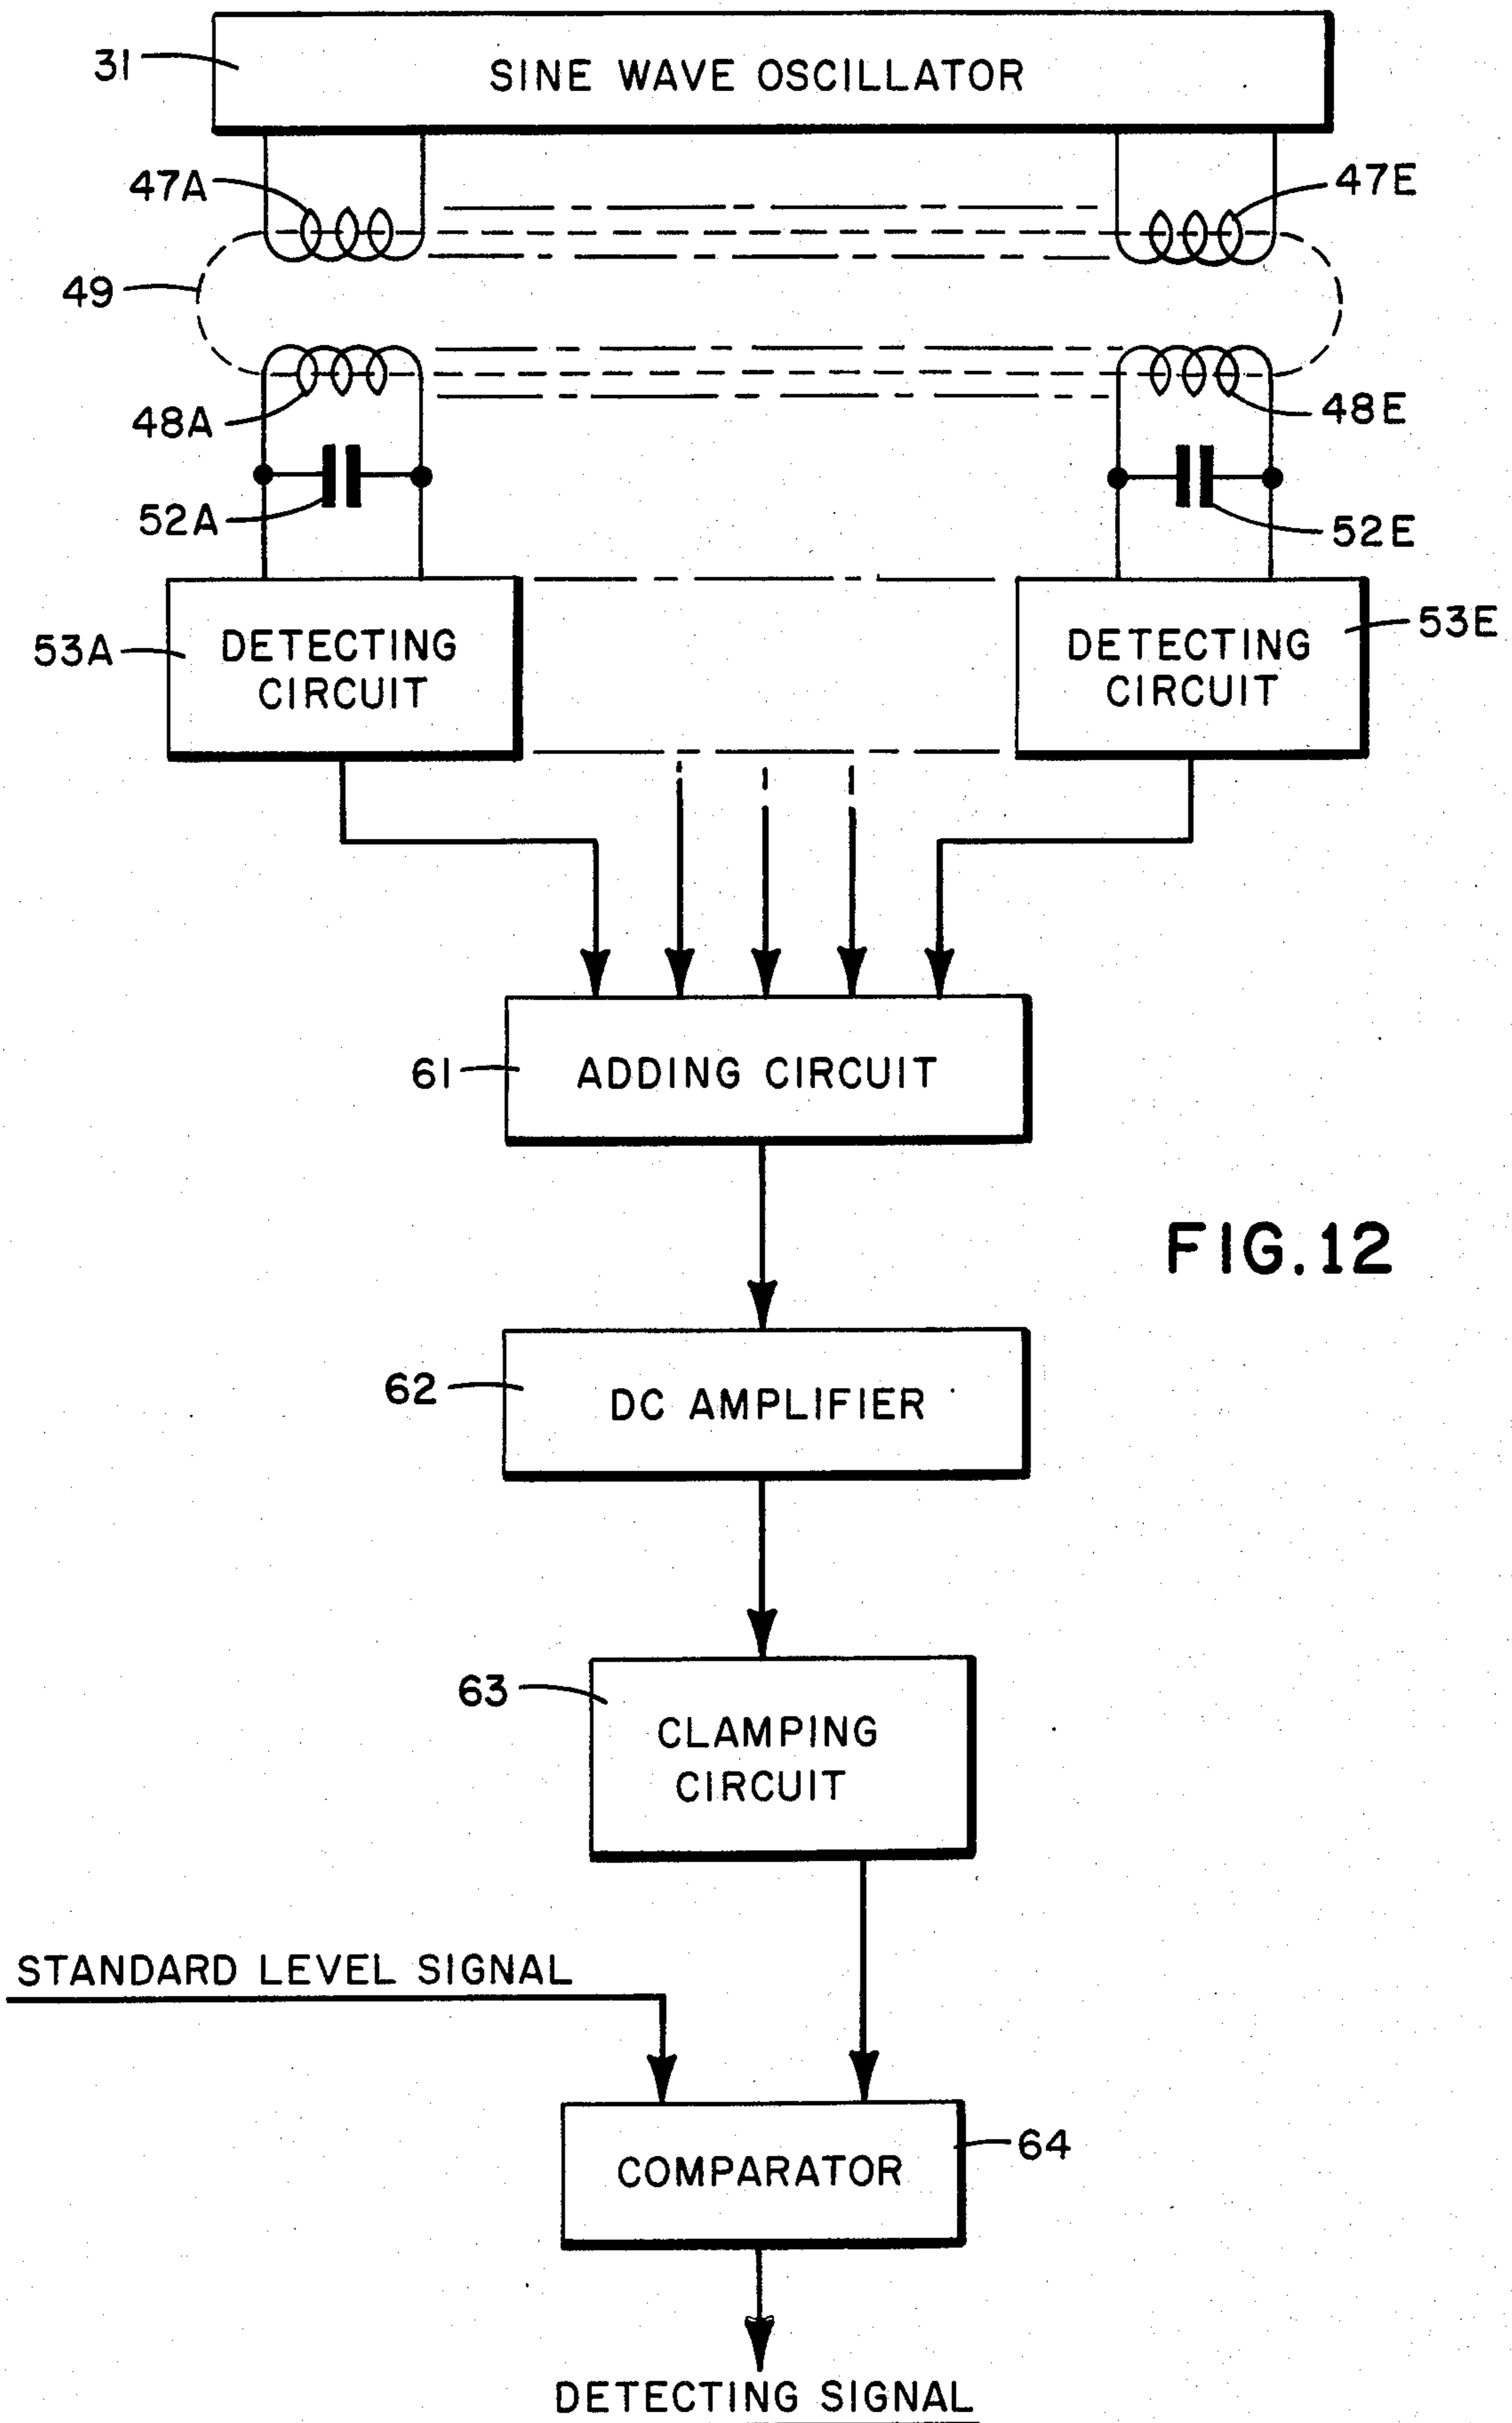 31
SINE WAVE OSCILLATOR
47A
47E
49
48A
48E
52A
52E
53A
DETECTING
CIRCUIT
DETECTING
CIRCUIT
53E
61
ADDING CIRCUIT
FIG.12
62
DC AMPLIFIER
63
CLAMPING
CIRCUIT
STANDARD LEVEL SIGNAL
COMPARATOR
64
DETECTING SIGNAL